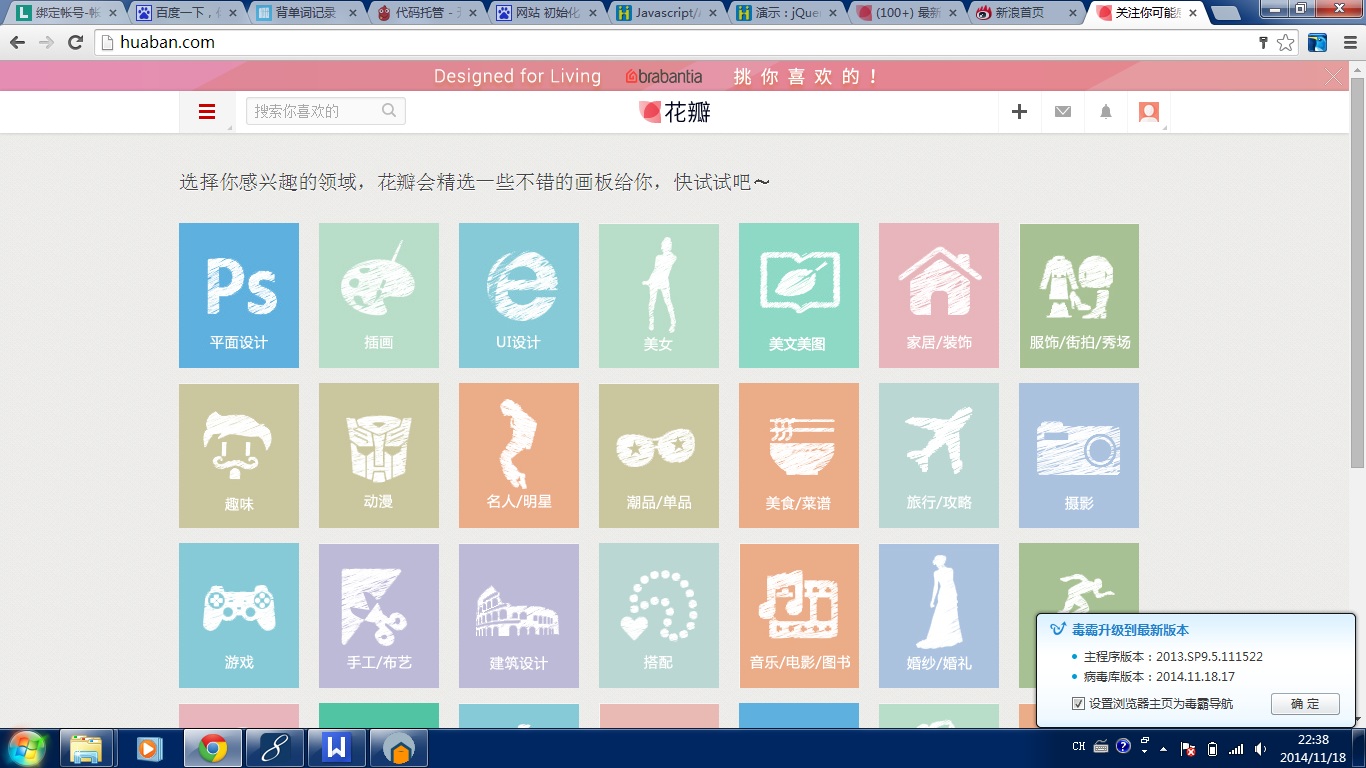 绑定帐号-帐
百度一下，你
背单词记录
代码托管 -
网站 初始化
Javascript/
演示：jQuer
(100+) 最新
新浪首页
关注你可能
huaban.com
Designed for Living brabantia 挑你喜欢的！
搜索你喜欢的
花瓣
选择你感兴趣的领域，花瓣会精选一些不错的画板给你，快试试吧~
Ps
平面设计
插画
UI设计
美女
美文美图
家居/装饰
服饰/街拍/秀场
趣味
动漫
名人/明星
潮品/单品
美食/菜谱
旅行/攻略
摄影
游戏
手工/布艺
建筑设计
搭配
音乐/电影/图书
婚纱/婚礼
毒霸升级到最新版本
主程序版本：2013.SP9.5.111522
病毒库版本：2014.11.18.17
设置浏览器主页为毒霸导航
确 定
CH
22:38
2014/11/18